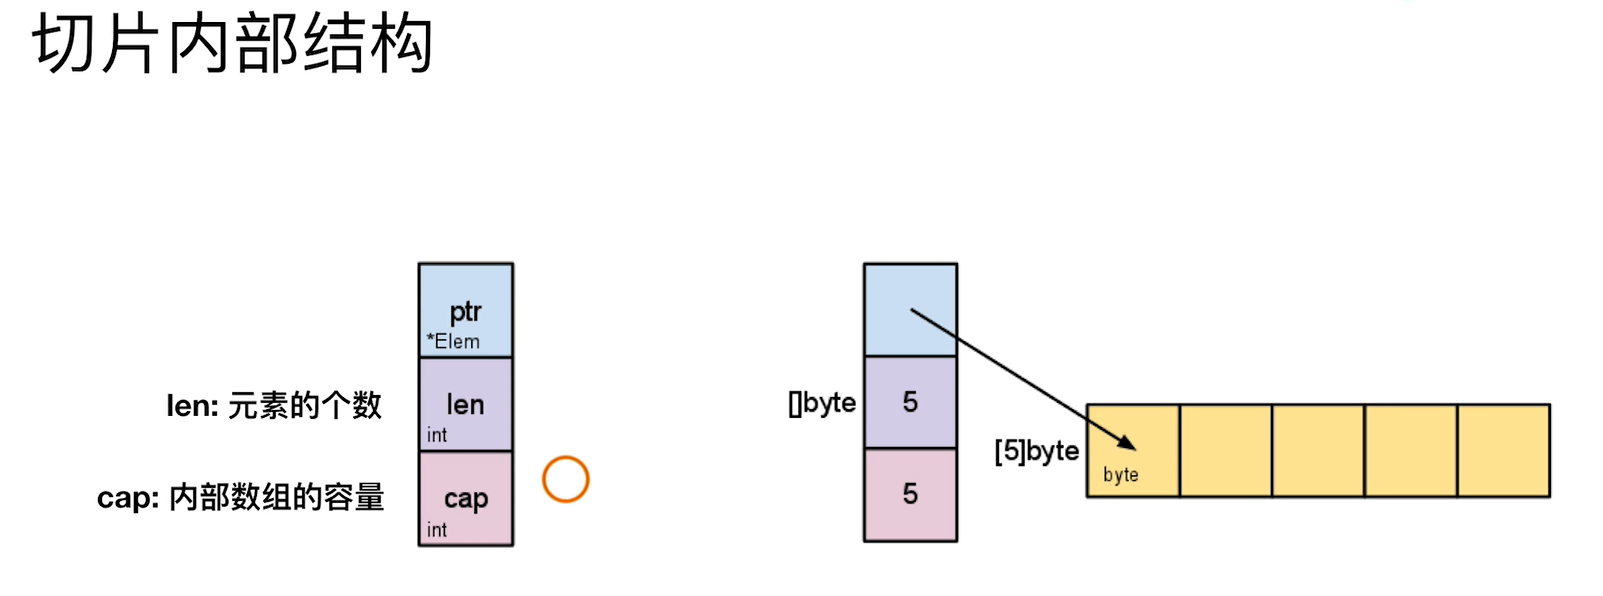 切片内部结构
ptr
*Elem
len: 元素的个数
len
int
cap: 内部数组的容量
cap
int
[]byte
5
5
[5]byte
byte